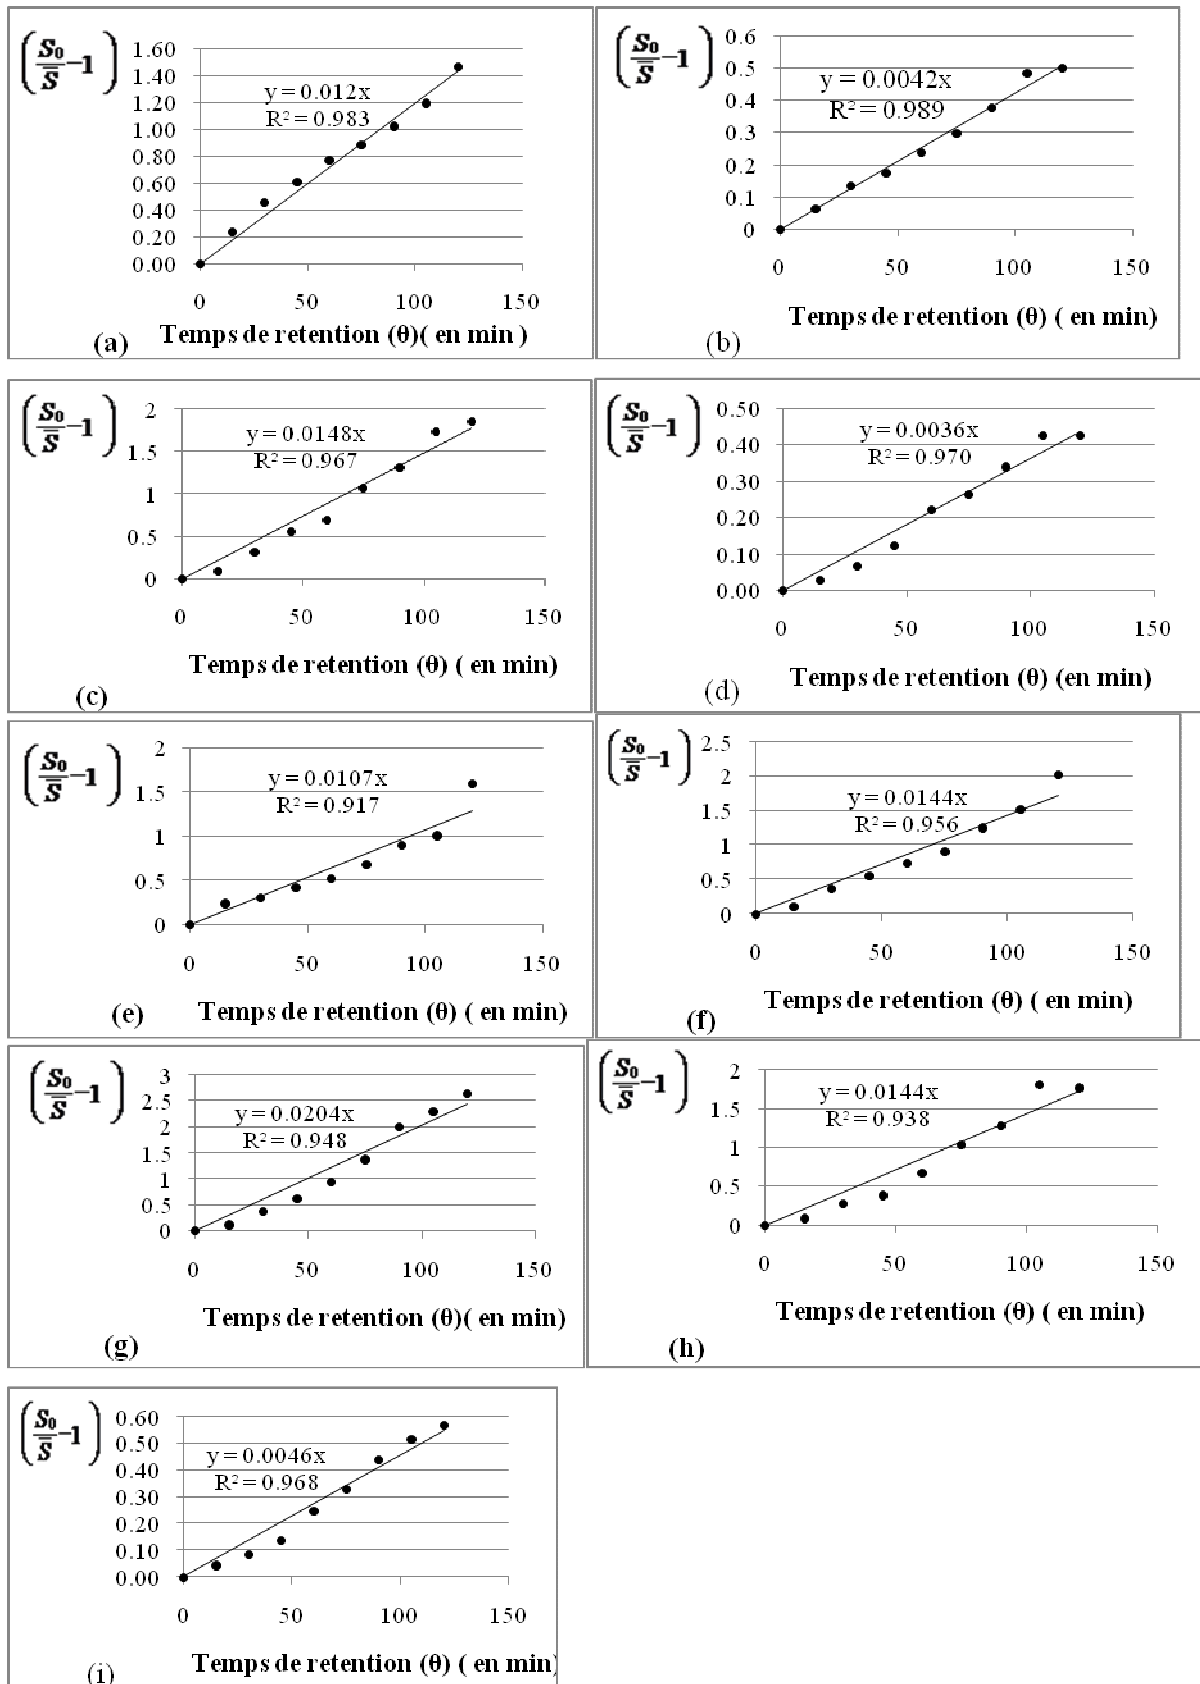 (S₀/S̅ −1)
1.60
1.40
1.20
1.00
0.80
0.60
0.40
0.20
0.00
y = 0.012x
R² = 0.983
0 50 100 150
Temps de retention (θ)( en min )
(a)
(S₀/S̅ −1)
0.6
0.5
0.4
0.3
0.2
0.1
0
y = 0.0042x
R² = 0.989
0 50 100 150
Temps de retention (θ) ( en min)
(b)
(S₀/S̅ −1)
2
1.5
1
0.5
0
y = 0.0148x
R² = 0.967
0 50 100 150
Temps de retention (θ) ( en min)
(c)
(S₀/S̅ −1)
0.50
0.40
0.30
0.20
0.10
0.00
y = 0.0036x
R² = 0.970
0 50 100 150
Temps de retention (θ) (en min)
(d)
(S₀/S̅ −1)
2
1.5
1
0.5
0
y = 0.0107x
R² = 0.917
0 50 100 150
Temps de retention (θ) ( en min)
(e)
(S₀/S̅ −1)
2.5
2
1.5
1
0.5
0
y = 0.0144x
R² = 0.956
0 50 100 150
Temps de retention (θ) ( en min)
(f)
(S₀/S̅ −1)
3
2.5
2
1.5
1
0.5
0
y = 0.0204x
R² = 0.948
0 50 100 150
Temps de retention (θ)( en min)
(g)
(S₀/S̅ −1)
2
1.5
1
0.5
0
y = 0.0144x
R² = 0.938
0 50 100 150
Temps de retention (θ) ( en min)
(h)
(S₀/S̅ −1)
0.60
0.50
0.40
0.30
0.20
0.10
0.00
y = 0.0046x
R² = 0.968
0 50 100 150
Temps de retention (θ) ( en min)
(i)